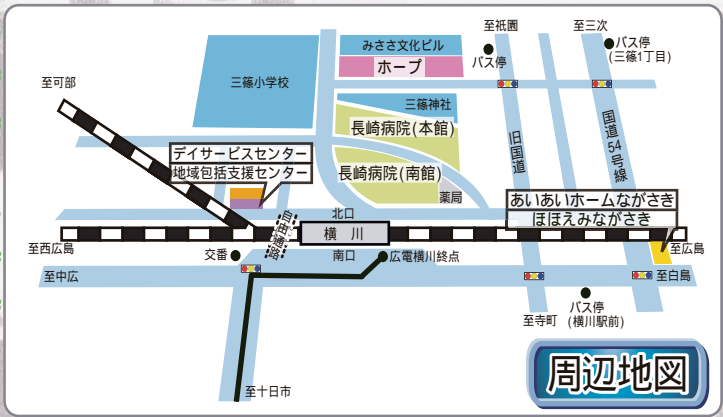 至祇園
至三次
バス停
バス停
(三篠1丁目)
みささ文化ビル
ホープ
三篠小学校
至可部
三篠神社
長崎病院(本館)
旧国道
国道54号線
デイサービスセンター
地域包括支援センター
長崎病院(南館)
薬局
あいあいホームながさき
ほほえみながさき
北口
自転車道路
横川
至西広島
至広島
交番
南口
広電横川終点
至中広
至白島
バス停
(横川駅前)
至寺町
至十日市
周辺地図